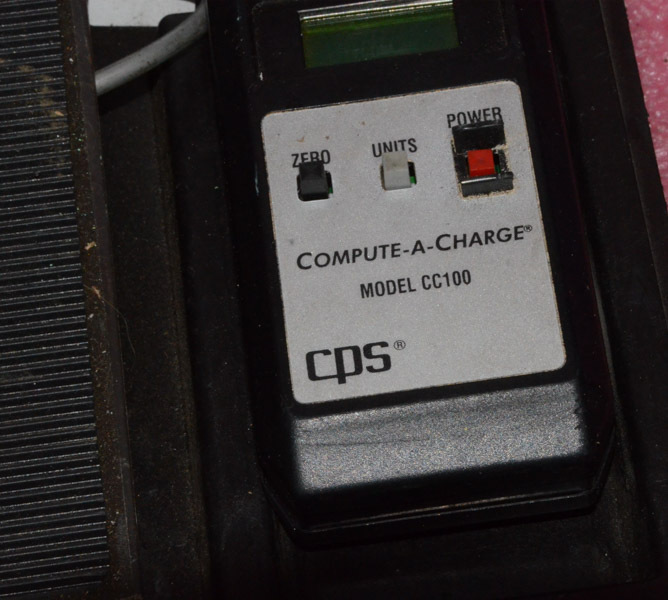 ZERO UNITS POWER
COMPUTE-A-CHARGE®
MODEL CC100
cps®